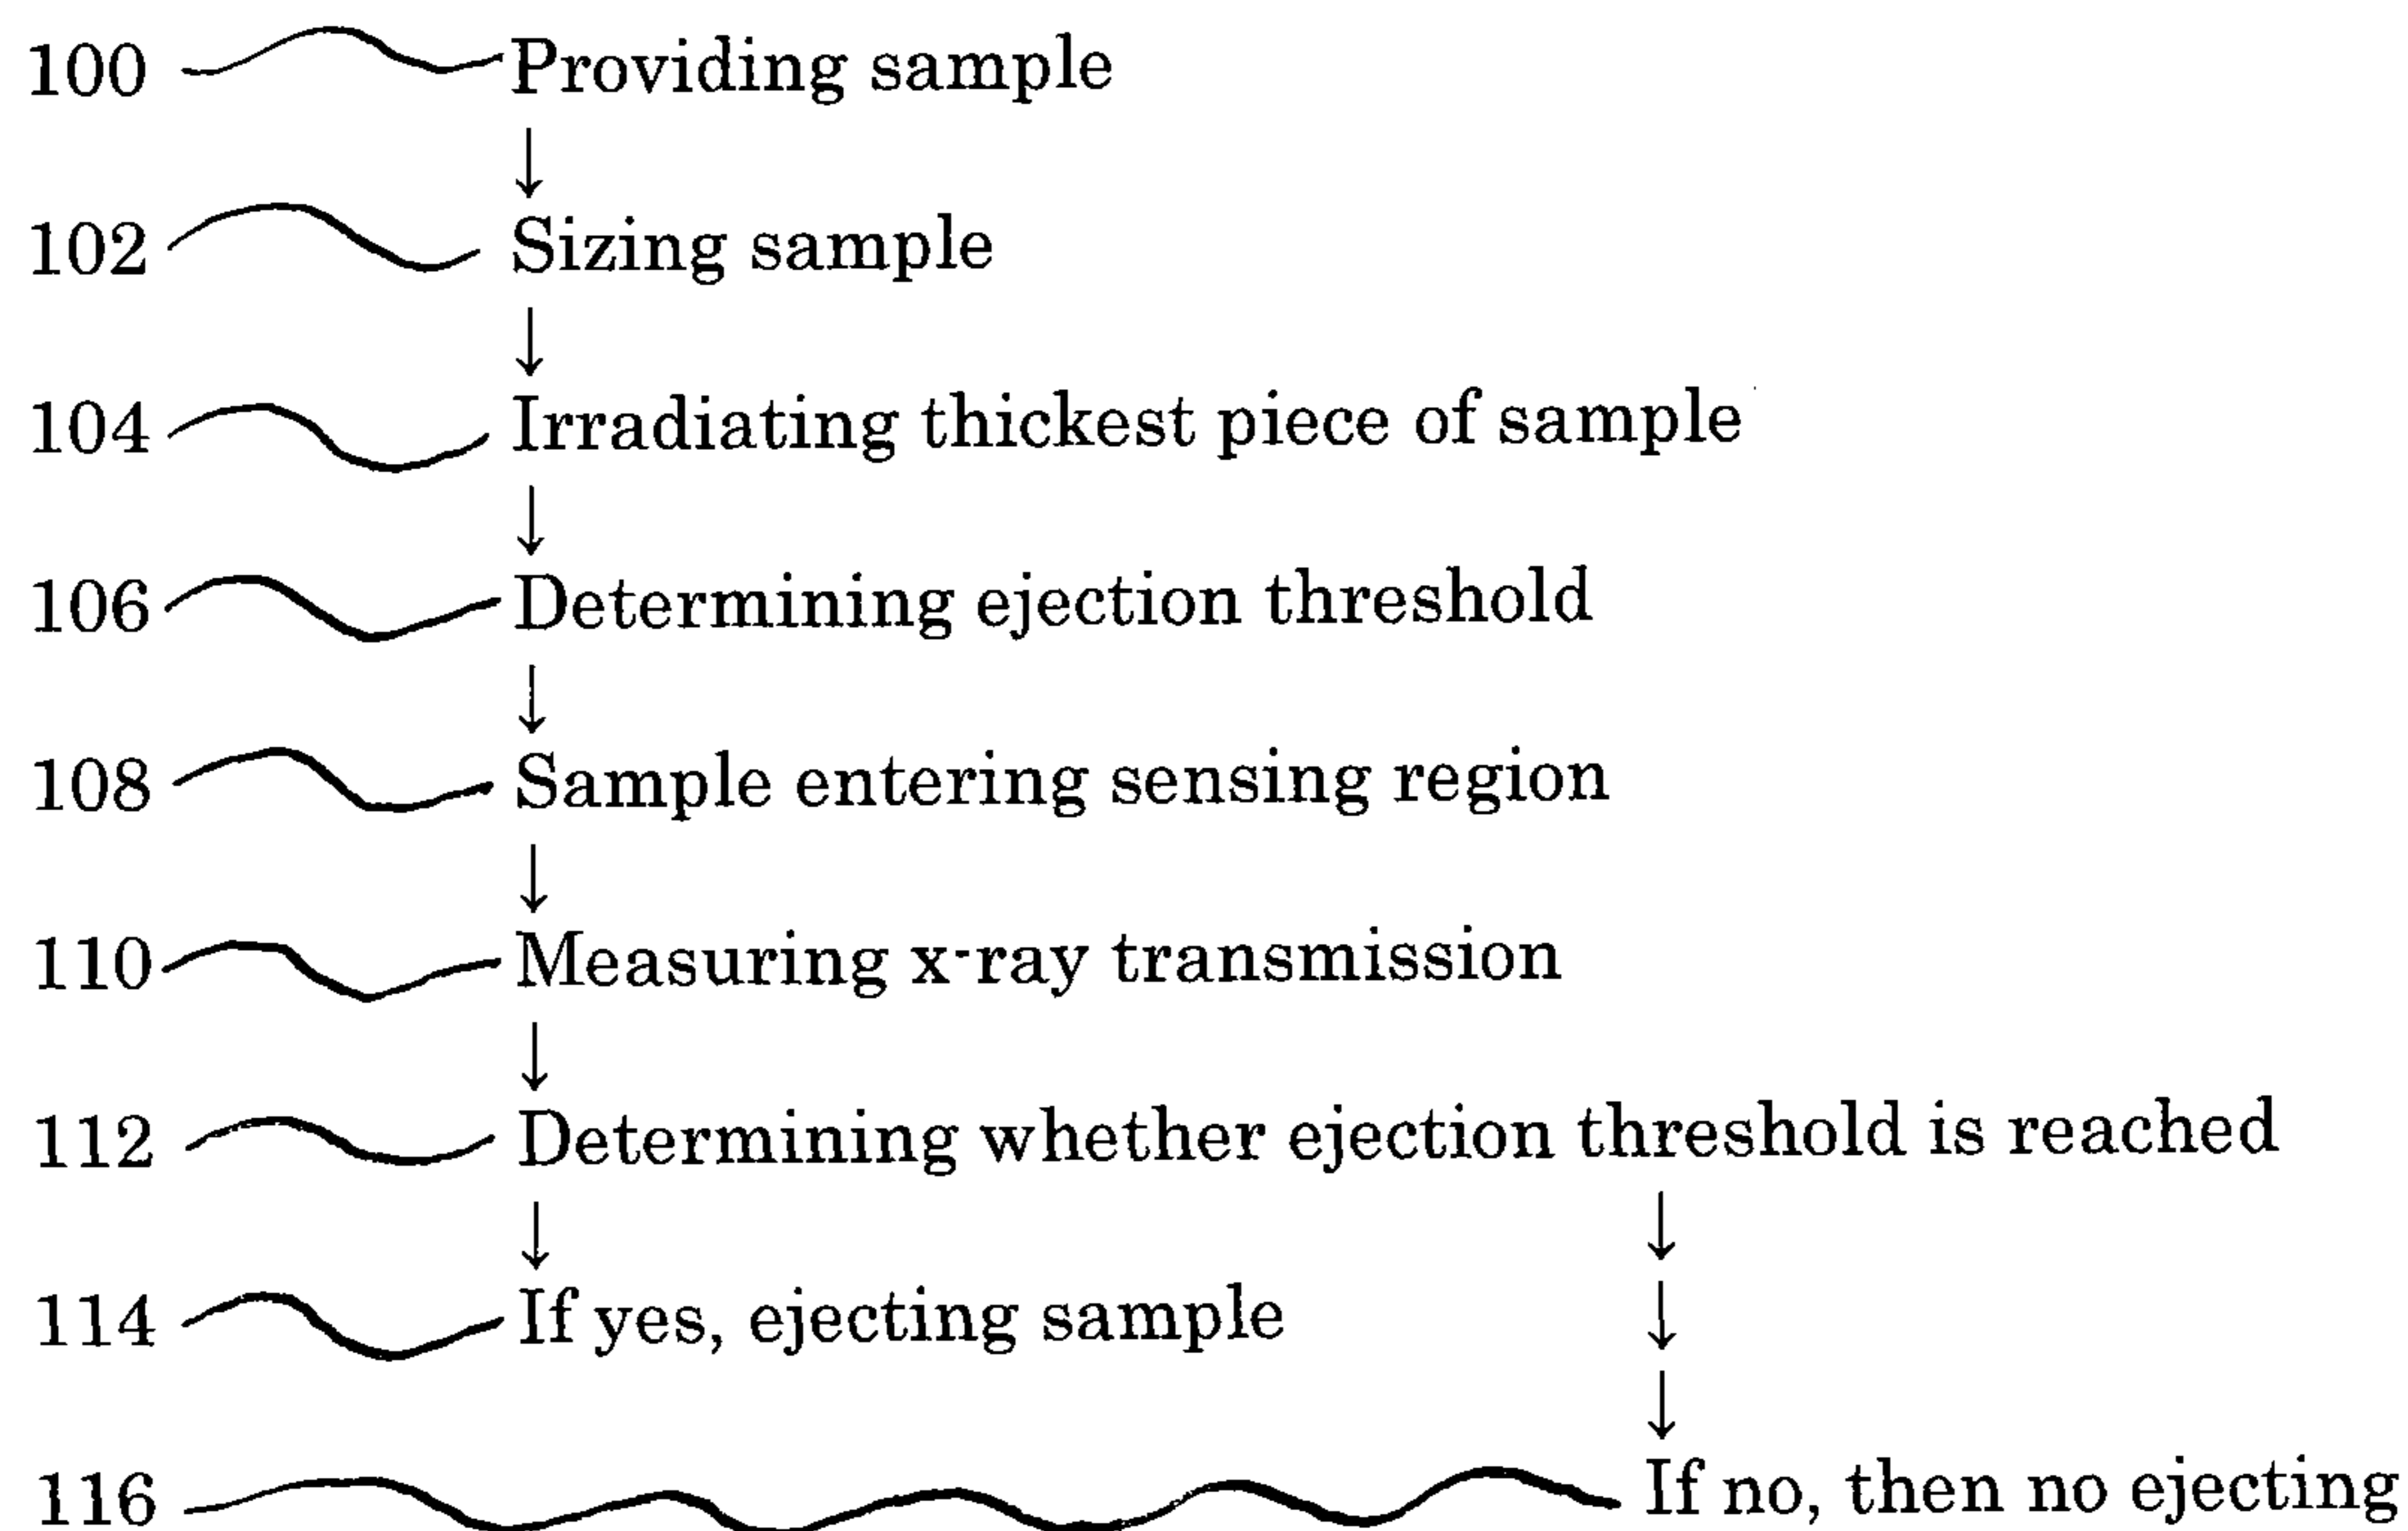 100 Providing sample
↓
102 Sizing sample
↓
104 Irradiating thickest piece of sample
↓
106 Determining ejection threshold
↓
108 Sample entering sensing region
↓
110 Measuring x-ray transmission
↓
112 Determining whether ejection threshold is reached
↓ ↓
114 If yes, ejecting sample ↓
↓
116 If no, then no ejecting